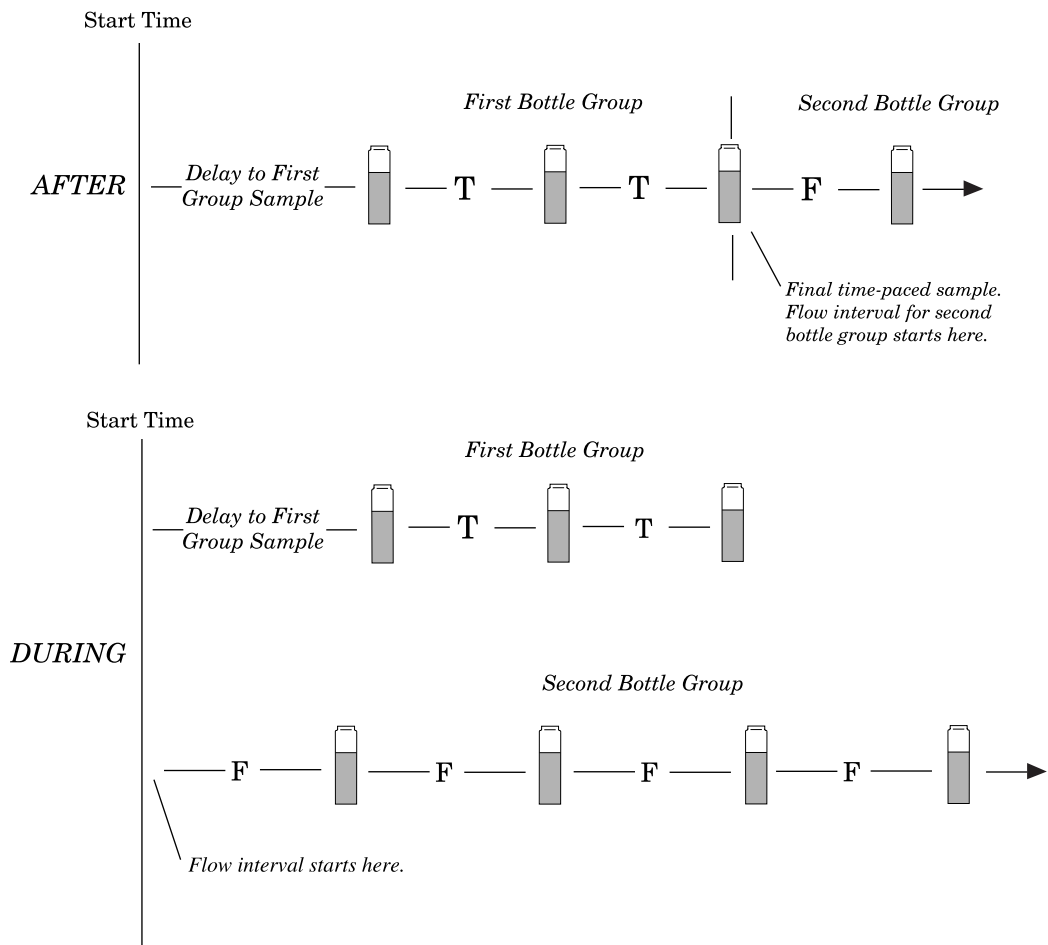 Start Time
First Bottle Group
Second Bottle Group
AFTER
Delay to First
Group Sample
T
T
F
Final time-paced sample.
Flow interval for second
bottle group starts here.
Start Time
First Bottle Group
Delay to First
Group Sample
T
T
DURING
Second Bottle Group
F
F
F
F
Flow interval starts here.